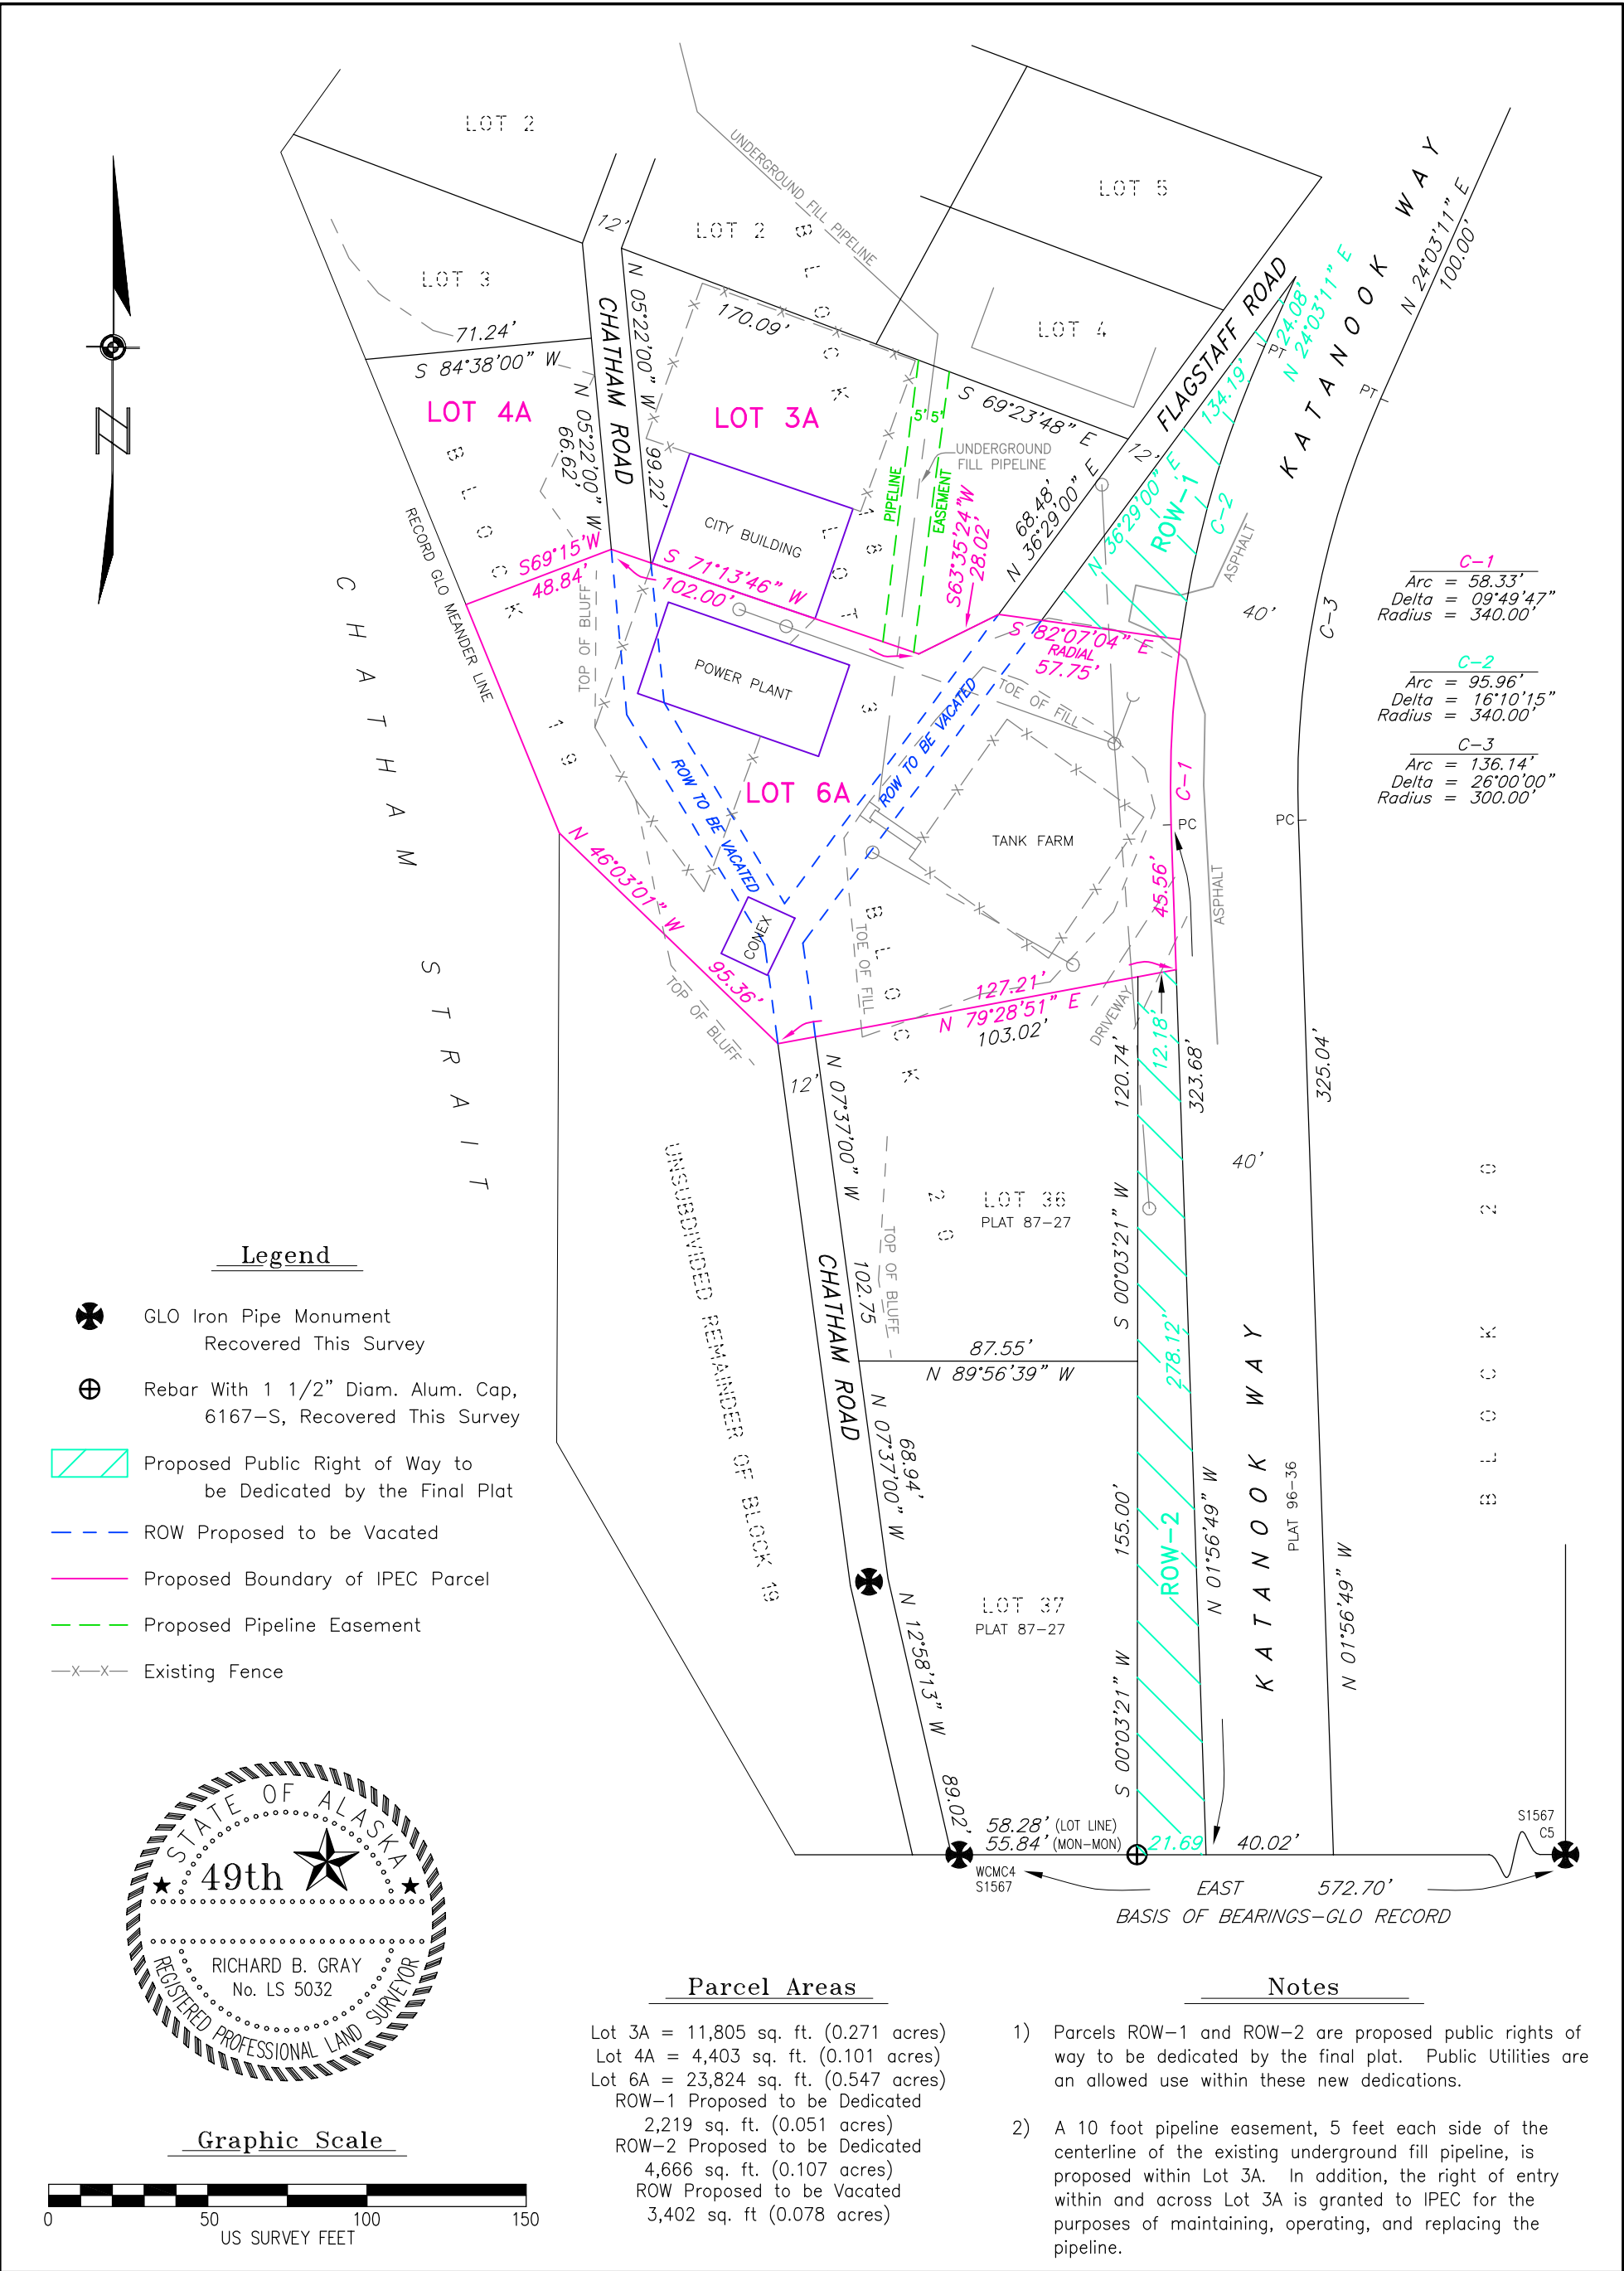 LOT 2
12'
LOT 2
B L O C K 18
UNDERGROUND FILL PIPELINE
LOT 5
K A T A N O O K W A Y
N 24°03'11" E
100.00'
LOT 3
71.24'
S 84°38'00" W
CHATHAM ROAD
N 05°22'00" W
99.22'
N 05°22'00" W
66.62'
170.09'
LOT 4
FLAGSTAFF ROAD
24.08'
N 24°03'11" E
PT
PT
134.19'
LOT 4A
LOT 3A
5' 5'
S 69°23'48" E
12'
UNDERGROUND
FILL PIPELINE
PIPELINE
EASEMENT
68.48'
N 36°29'00" E
N 36°29'00" E
ROW-1
C-2
ASPHALT
B L O C K 19
RECORD GLO MEANDER LINE
CITY BUILDING
LOT 3
S63°35'24"W
28.02'
S69°15'W
48.84'
S 71°13'46" W
102.00'
TOP OF BLUFF
POWER PLANT
S 82°07'04" E
RADIAL
57.75'
40'
C-3
C-1
Arc = 58.33'
Delta = 09°49'47"
Radius = 340.00'
C-2
Arc = 95.96'
Delta = 16°10'15"
Radius = 340.00'
C-3
Arc = 136.14'
Delta = 26°00'00"
Radius = 300.00'
C H A T H A M S T R A I T
TOE OF FILL
ROW TO BE VACATED
ROW TO BE VACATED
LOT 6A
TANK FARM
C-1
PC
PC
N 46°03'01" W
95.36'
CONEX
TOP OF BLUFF
TOE OF FILL
B L O C K 20
45.56'
ASPHALT
127.21'
N 79°28'51" E
103.02'
DRIVEWAY
120.74'
12.18'
323.68'
325.04'
12'
N 07°37'00" W
102.75
40'
UNSUBDIVIDED REMAINDER OF BLOCK 19
LOT 36
PLAT 87-27
S 00°03'21" W
TOP OF BLUFF
CHATHAM ROAD
87.55'
N 89°56'39" W
278.12'
B L O C K 20
68.94'
N 07°37'00" W
155.00'
ROW-2
N 01°56'49" W
K A T A N O O K W A Y
PLAT 96-36
N 01°56'49" W
LOT 37
PLAT 87-27
N 12°58'13" W
89.02'
S 00°03'21" W
58.28' (LOT LINE)
55.84' (MON-MON)
21.69
40.02'
WCMC4
S1567
S1567
C5
EAST 572.70'
BASIS OF BEARINGS-GLO RECORD
Legend
GLO Iron Pipe Monument
Recovered This Survey
Rebar With 1 1/2" Diam. Alum. Cap,
6167-S, Recovered This Survey
Proposed Public Right of Way to
be Dedicated by the Final Plat
ROW Proposed to be Vacated
Proposed Boundary of IPEC Parcel
Proposed Pipeline Easement
Existing Fence
STATE OF ALASKA
49th
RICHARD B. GRAY
No. LS 5032
REGISTERED PROFESSIONAL LAND SURVEYOR
Graphic Scale
0 50 100 150
US SURVEY FEET
Parcel Areas
Lot 3A = 11,805 sq. ft. (0.271 acres)
Lot 4A = 4,403 sq. ft. (0.101 acres)
Lot 6A = 23,824 sq. ft. (0.547 acres)
ROW-1 Proposed to be Dedicated
2,219 sq. ft. (0.051 acres)
ROW-2 Proposed to be Dedicated
4,666 sq. ft. (0.107 acres)
ROW Proposed to be Vacated
3,402 sq. ft (0.078 acres)
Notes
1) Parcels ROW-1 and ROW-2 are proposed public rights of
way to be dedicated by the final plat. Public Utilities are
an allowed use within these new dedications.
2) A 10 foot pipeline easement, 5 feet each side of the
centerline of the existing underground fill pipeline, is
proposed within Lot 3A. In addition, the right of entry
within and across Lot 3A is granted to IPEC for the
purposes of maintaining, operating, and replacing the
pipeline.